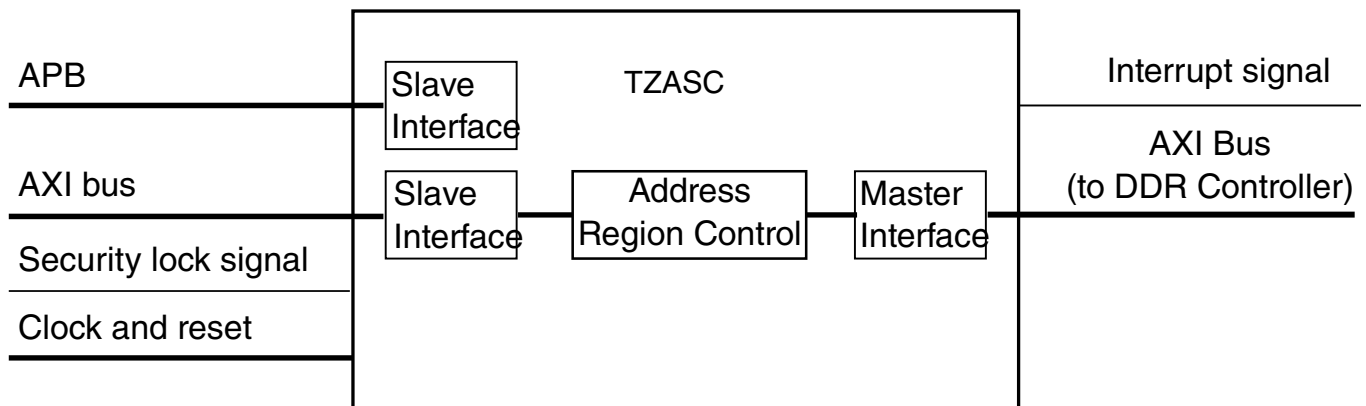 APB
Slave
Interface
TZASC
Interrupt signal
AXI bus
Slave
Interface
Address
Region Control
Master
Interface
AXI Bus
(to DDR Controller)
Security lock signal
Clock and reset